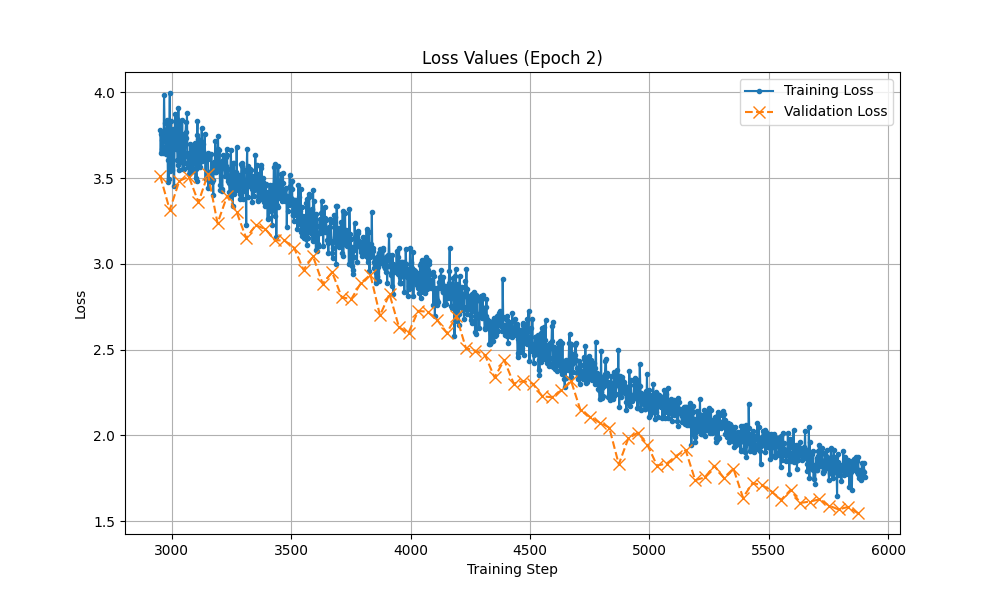 Loss Values (Epoch 2)
Training Loss
Validation Loss
4.0
3.5
3.0
2.5
2.0
1.5
Loss
3000
3500
4000
4500
5000
5500
6000
Training Step